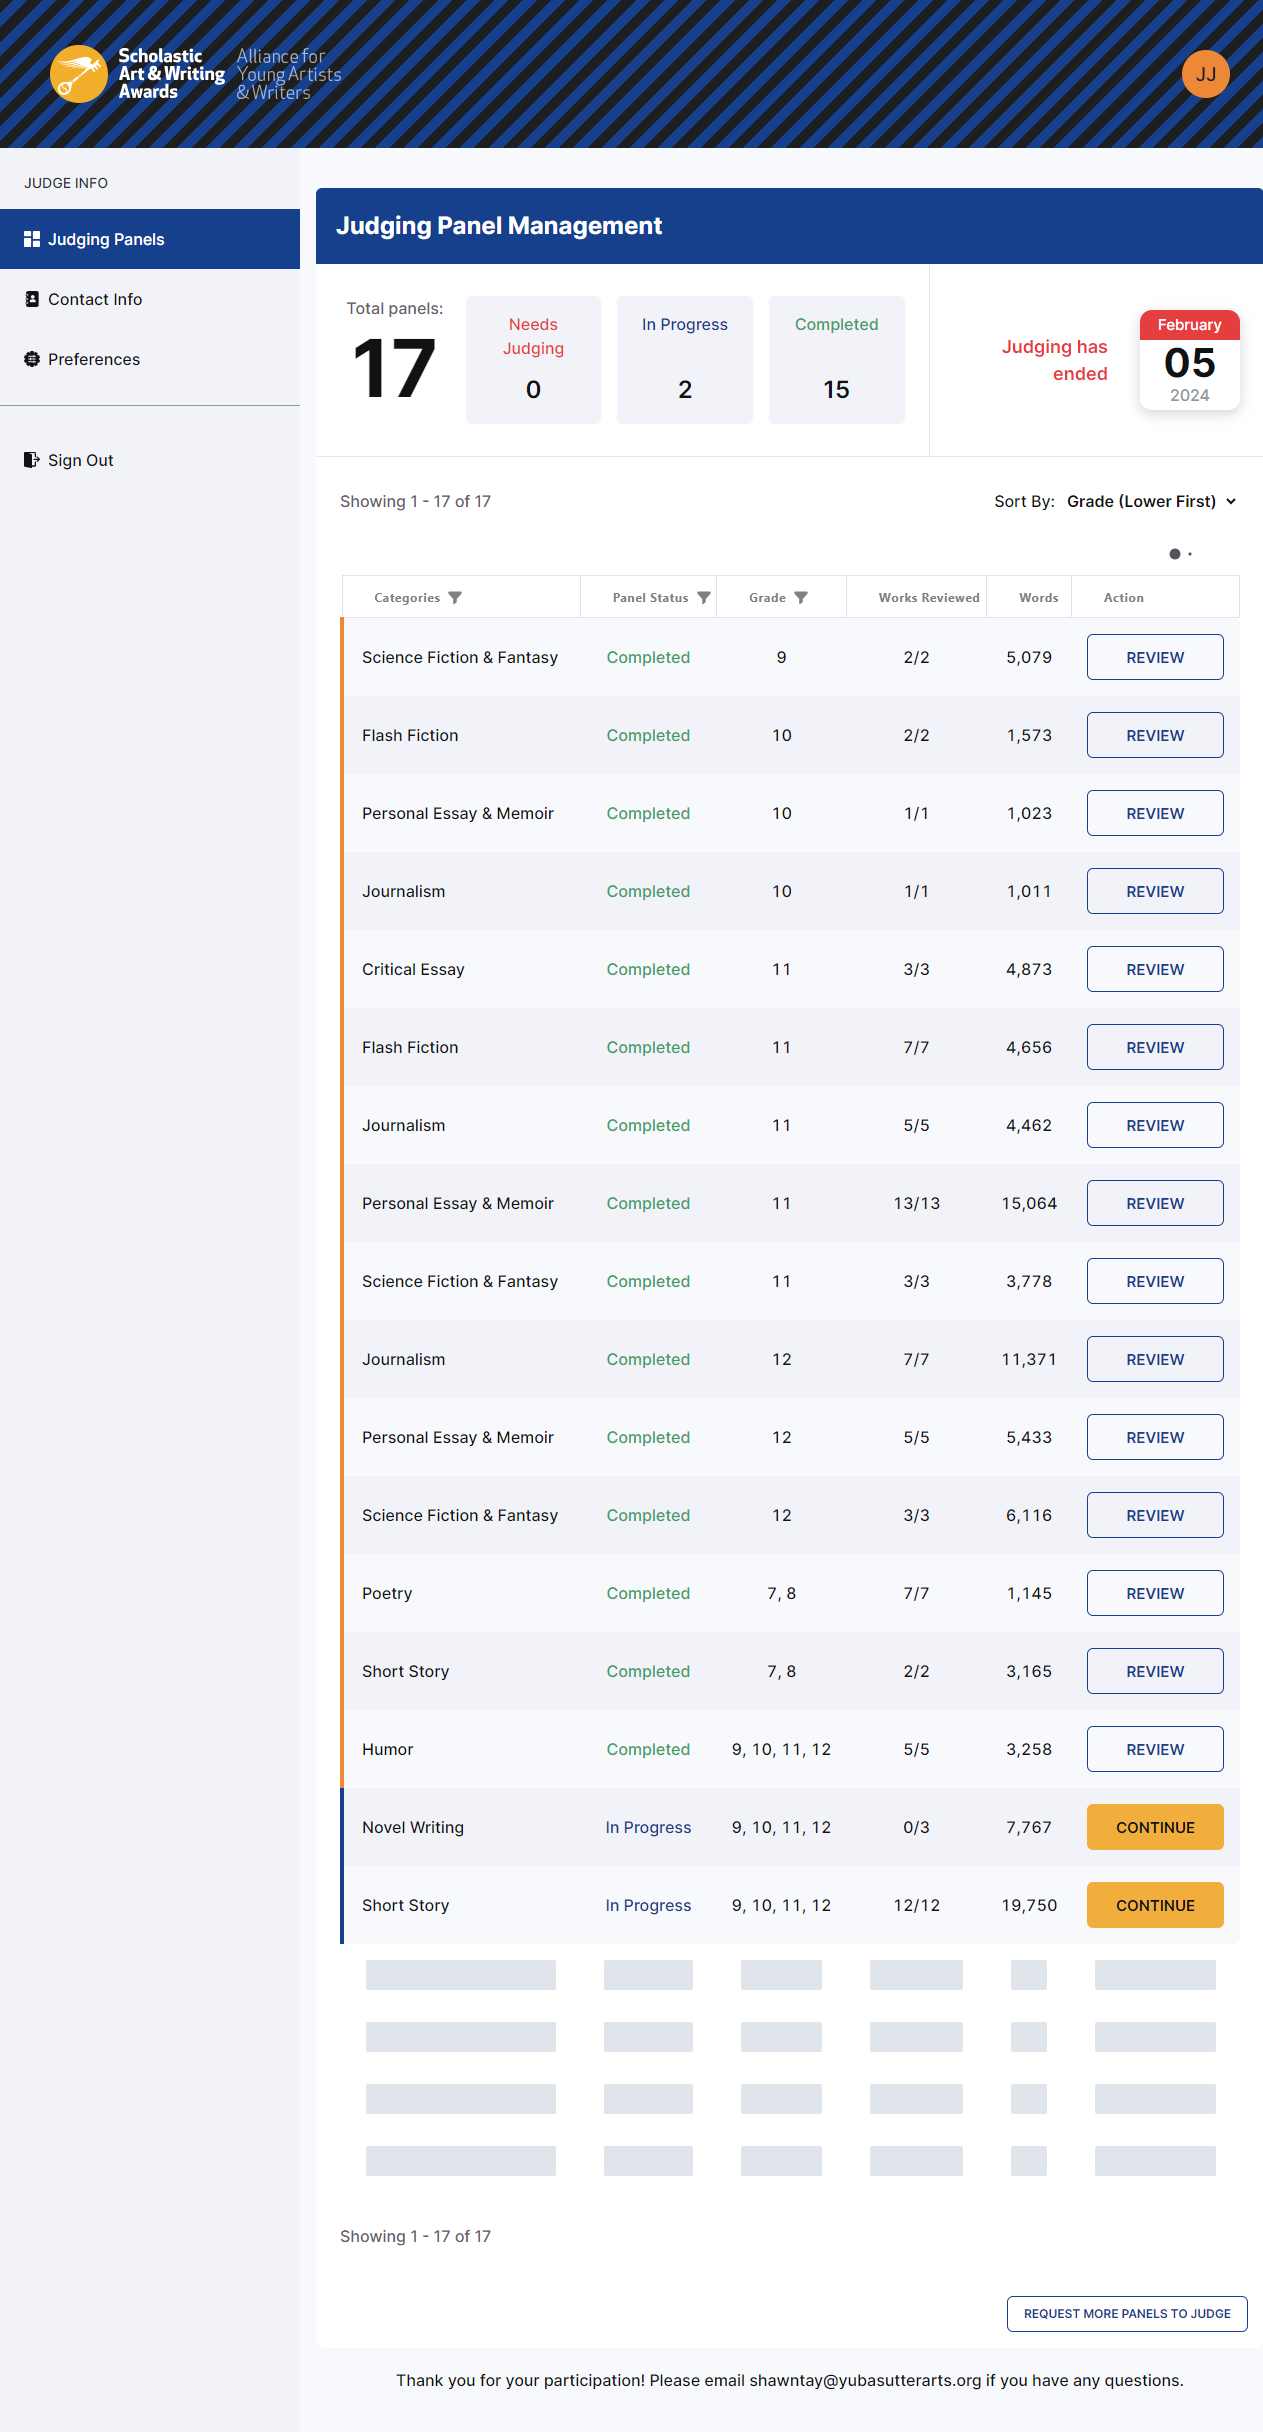 Scholastic
Art & Writing
Awards
Alliance for
Young Artists
& Writers
JJ
JUDGE INFO
Judging Panels
Contact Info
Preferences
Sign Out
Judging Panel Management
Total panels:
17
Needs
Judging
0
In Progress
2
Completed
15
Judging has
ended
February
05
2024
Showing 1 - 17 of 17
Sort By: Grade (Lower First)
Categories Panel Status Grade Works Reviewed Words Action
Science Fiction & Fantasy Completed 9 2/2 5,079 REVIEW
Flash Fiction Completed 10 2/2 1,573 REVIEW
Personal Essay & Memoir Completed 10 1/1 1,023 REVIEW
Journalism Completed 10 1/1 1,011 REVIEW
Critical Essay Completed 11 3/3 4,873 REVIEW
Flash Fiction Completed 11 7/7 4,656 REVIEW
Journalism Completed 11 5/5 4,462 REVIEW
Personal Essay & Memoir Completed 11 13/13 15,064 REVIEW
Science Fiction & Fantasy Completed 11 3/3 3,778 REVIEW
Journalism Completed 12 7/7 11,371 REVIEW
Personal Essay & Memoir Completed 12 5/5 5,433 REVIEW
Science Fiction & Fantasy Completed 12 3/3 6,116 REVIEW
Poetry Completed 7, 8 7/7 1,145 REVIEW
Short Story Completed 7, 8 2/2 3,165 REVIEW
Humor Completed 9, 10, 11, 12 5/5 3,258 REVIEW
Novel Writing In Progress 9, 10, 11, 12 0/3 7,767 CONTINUE
Short Story In Progress 9, 10, 11, 12 12/12 19,750 CONTINUE
Showing 1 - 17 of 17
REQUEST MORE PANELS TO JUDGE
Thank you for your participation! Please email shawntay@yubasutterarts.org if you have any questions.